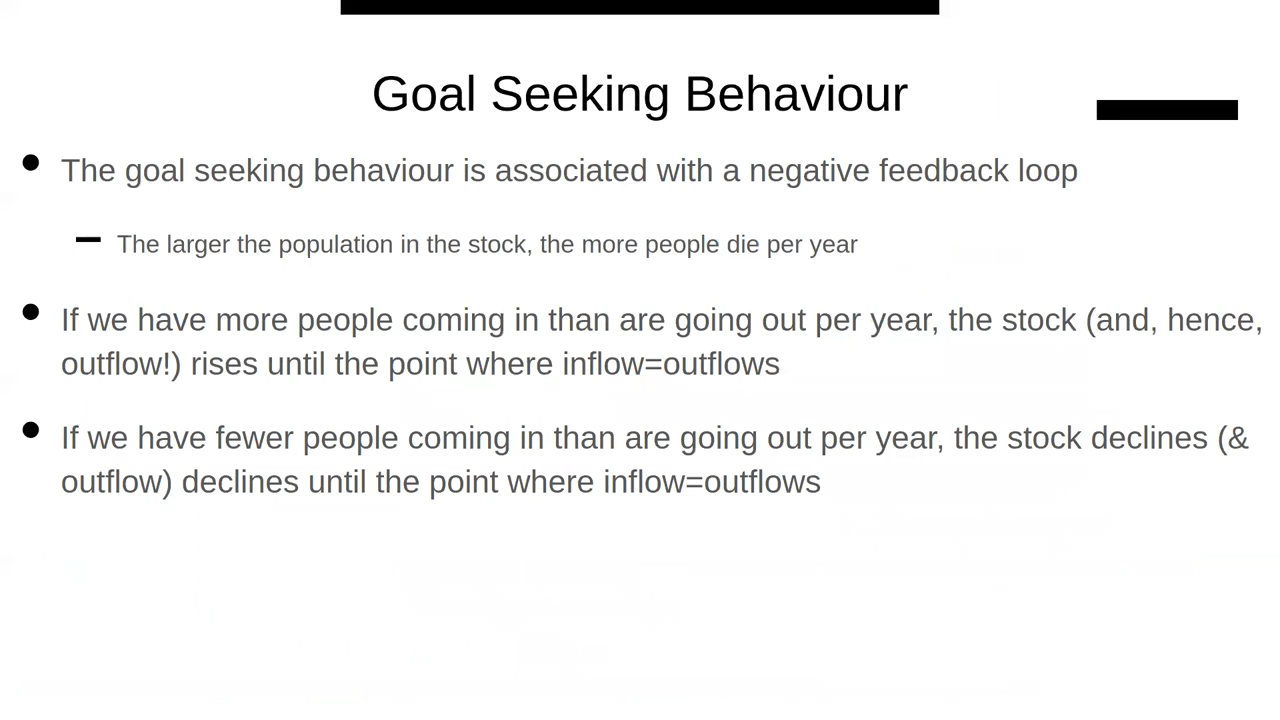 Goal Seeking Behaviour
The goal seeking behaviour is associated with a negative feedback loop
The larger the population in the stock, the more people die per year
If we have more people coming in than are going out per year, the stock (and, hence,
outflow!) rises until the point where inflow=outflows
If we have fewer people coming in than are going out per year, the stock declines (&
outflow) declines until the point where inflow=outflows